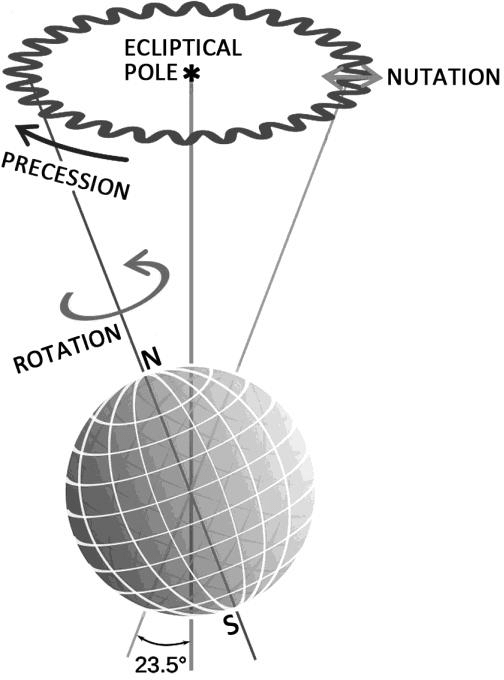 ECLIPTICAL
POLE
NUTATION
PRECESSION
ROTATION
N
S
23.5°